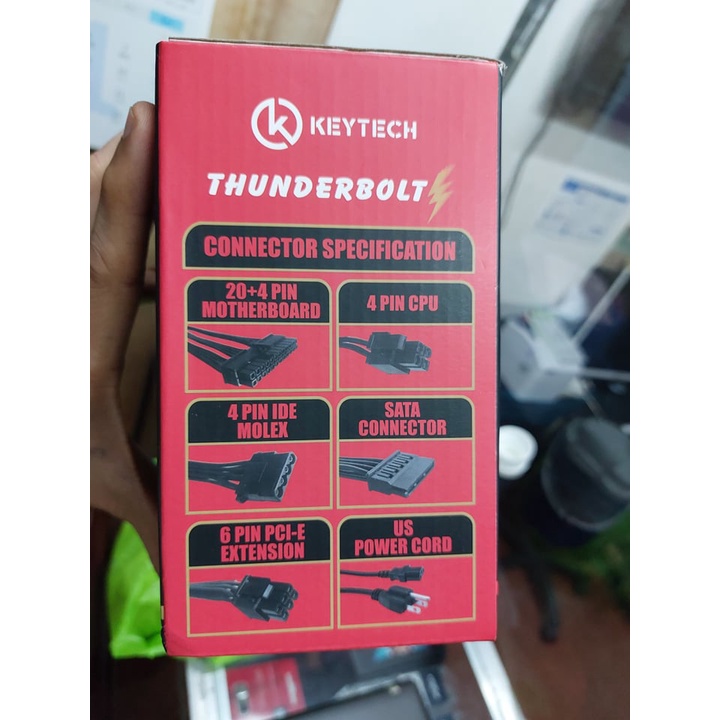 KEYTECH
THUNDERBOLT
CONNECTOR SPECIFICATION
20+4 PIN
MOTHERBOARD
4 PIN CPU
4 PIN IDE
MOLEX
SATA
CONNECTOR
6 PIN PCI-E
EXTENSION
US
POWER CORD